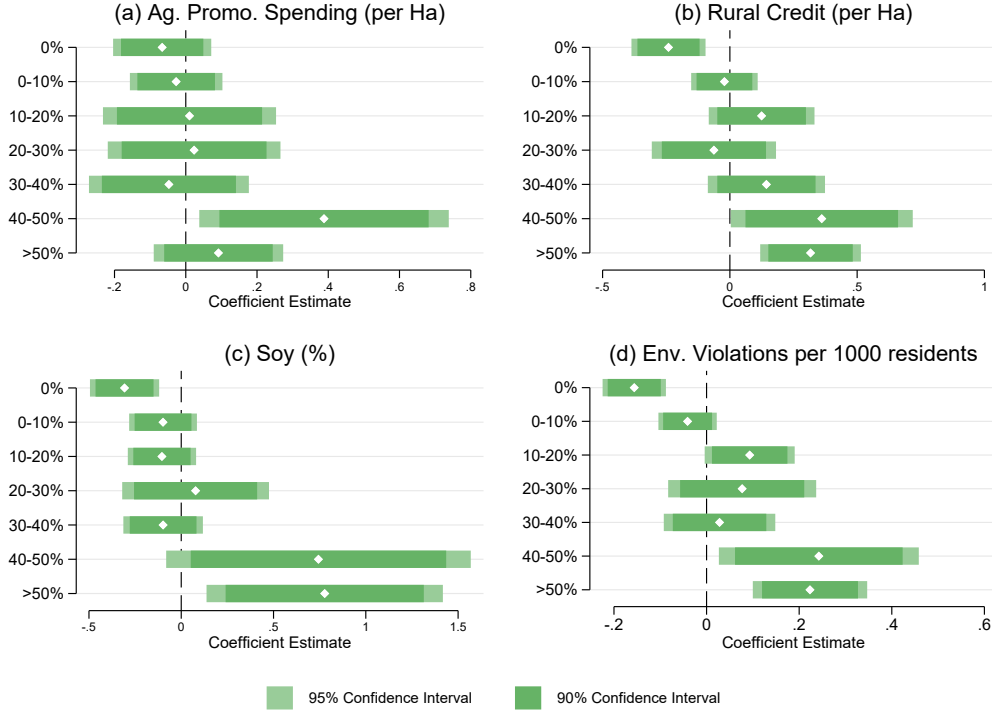 (a) Ag. Promo. Spending (per Ha)
0%
0-10%
10-20%
20-30%
30-40%
40-50%
>50%
-.2 0 .2 .4 .6 .8
Coefficient Estimate
(b) Rural Credit (per Ha)
0%
0-10%
10-20%
20-30%
30-40%
40-50%
>50%
-.5 0 .5 1
Coefficient Estimate
(c) Soy (%)
0%
0-10%
10-20%
20-30%
30-40%
40-50%
>50%
-.5 0 .5 1 1.5
Coefficient Estimate
(d) Env. Violations per 1000 residents
0%
0-10%
10-20%
20-30%
30-40%
40-50%
>50%
-.2 0 .2 .4 .6
Coefficient Estimate
95% Confidence Interval 90% Confidence Interval